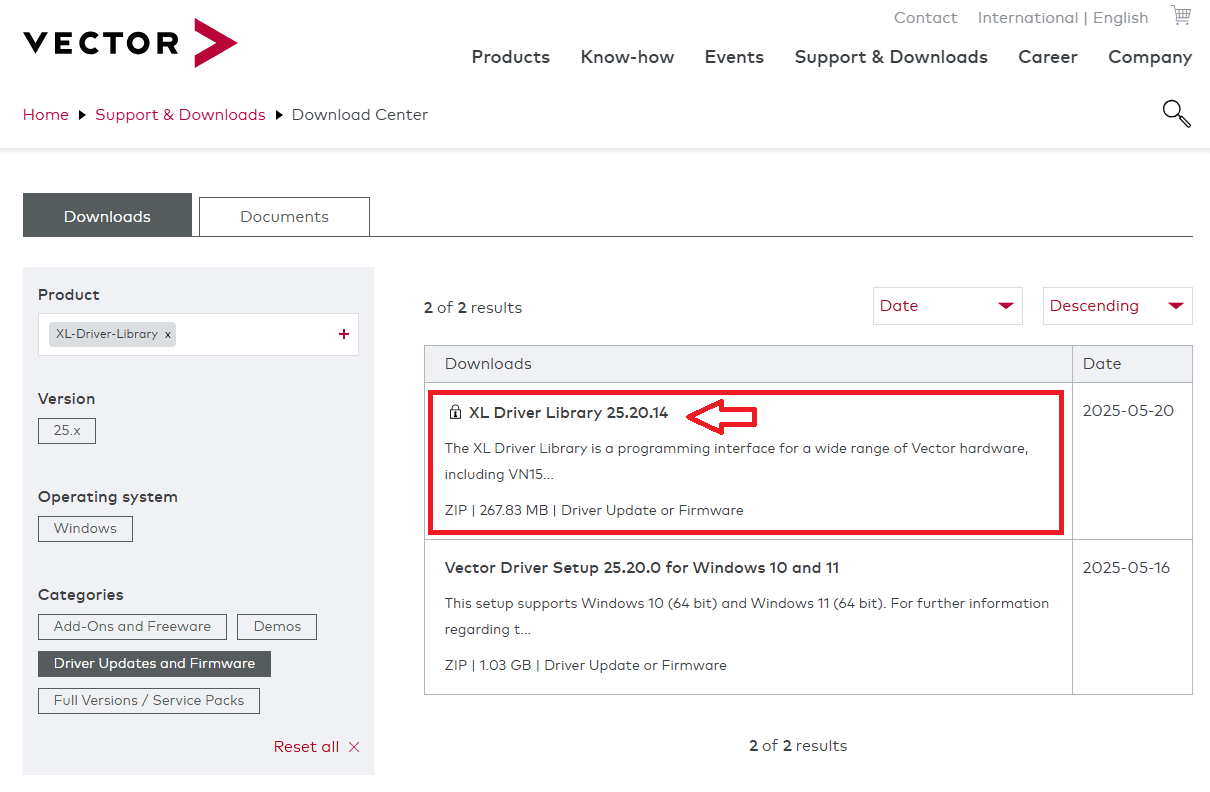 Contact International | English
VECTOR
Products Know-how Events Support & Downloads Career Company
Home Support & Downloads Download Center
Downloads Documents
Product
XL-Driver-Library x +
Version
25.x
Operating system
Windows
Categories
Add-Ons and Freeware Demos
Driver Updates and Firmware
Full Versions / Service Packs
Reset all
2 of 2 results
Date Descending
Downloads Date
XL Driver Library 25.20.14 2025-05-20
The XL Driver Library is a programming interface for a wide range of Vector hardware,
including VN15...
ZIP | 267.83 MB | Driver Update or Firmware
Vector Driver Setup 25.20.0 for Windows 10 and 11 2025-05-16
This setup supports Windows 10 (64 bit) and Windows 11 (64 bit). For further information
regarding t...
ZIP | 1.03 GB | Driver Update or Firmware
2 of 2 results